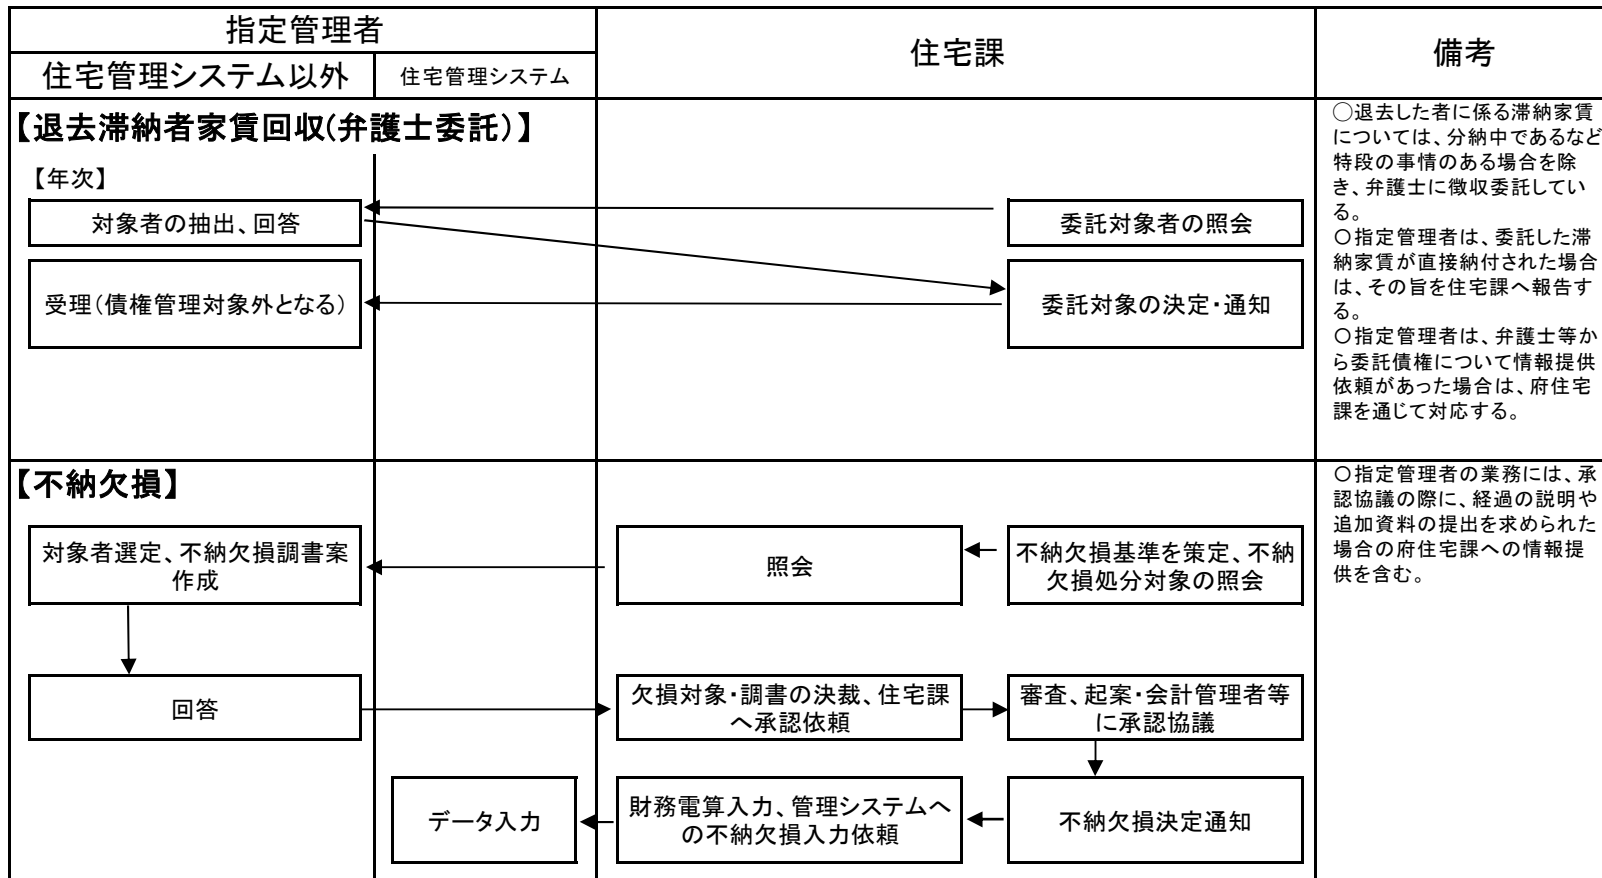 指定管理者
住宅課
備考
住宅管理システム以外
住宅管理システム
【退去滞納者家賃回収(弁護士委託)】
【年次】
対象者の抽出、回答
委託対象者の照会
受理(債権管理対象外となる)
委託対象の決定・通知
〇退去した者に係る滞納家賃
については、分納中であるなど
特段の事情のある場合を除
き、弁護士に徴収委託してい
る。
〇指定管理者は、委託した滞
納家賃が直接納付された場合
は、その旨を住宅課へ報告す
る。
〇指定管理者は、弁護士等か
ら委託債権について情報提供
依頼があった場合は、府住宅
課を通じて対応する。
【不納欠損】
対象者選定、不納欠損調書案
作成
照会
不納欠損基準を策定、不納
欠損処分対象の照会
回答
欠損対象・調書の決裁、住宅課
へ承認依頼
審査、起案・会計管理者等
に承認協議
データ入力
財務電算入力、管理システムへ
の不納欠損入力依頼
不納欠損決定通知
〇指定管理者の業務には、承
認協議の際に、経過の説明や
追加資料の提出を求められた
場合の府住宅課への情報提
供を含む。